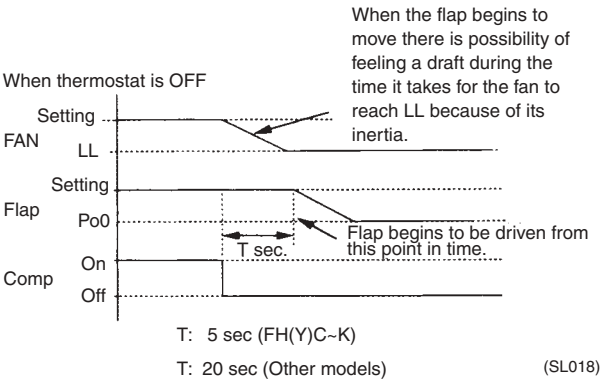 When the flap begins to
move there is possibility of
feeling a draft during the
time it takes for the fan to
reach LL because of its
inertia.
When thermostat is OFF
Setting
FAN
LL
Setting
Flap
Po0
T sec.
Flap begins to be driven from
this point in time.
On
Comp
Off
T: 5 sec (FH(Y)C~K)
T: 20 sec (Other models)
(SL018)